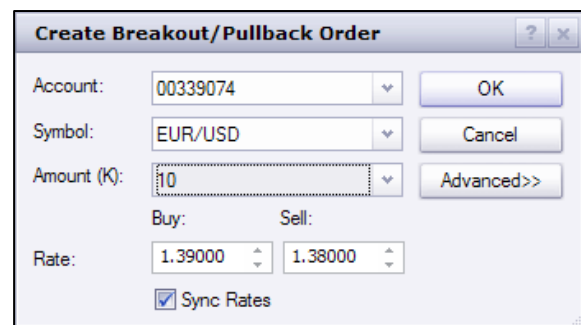 Create Breakout/Pullback Order
Account: 00339074 OK
Symbol: EUR/USD Cancel
Amount (K): 10 Advanced>>
Buy: Sell:
Rate: 1.39000 1.38000
Sync Rates